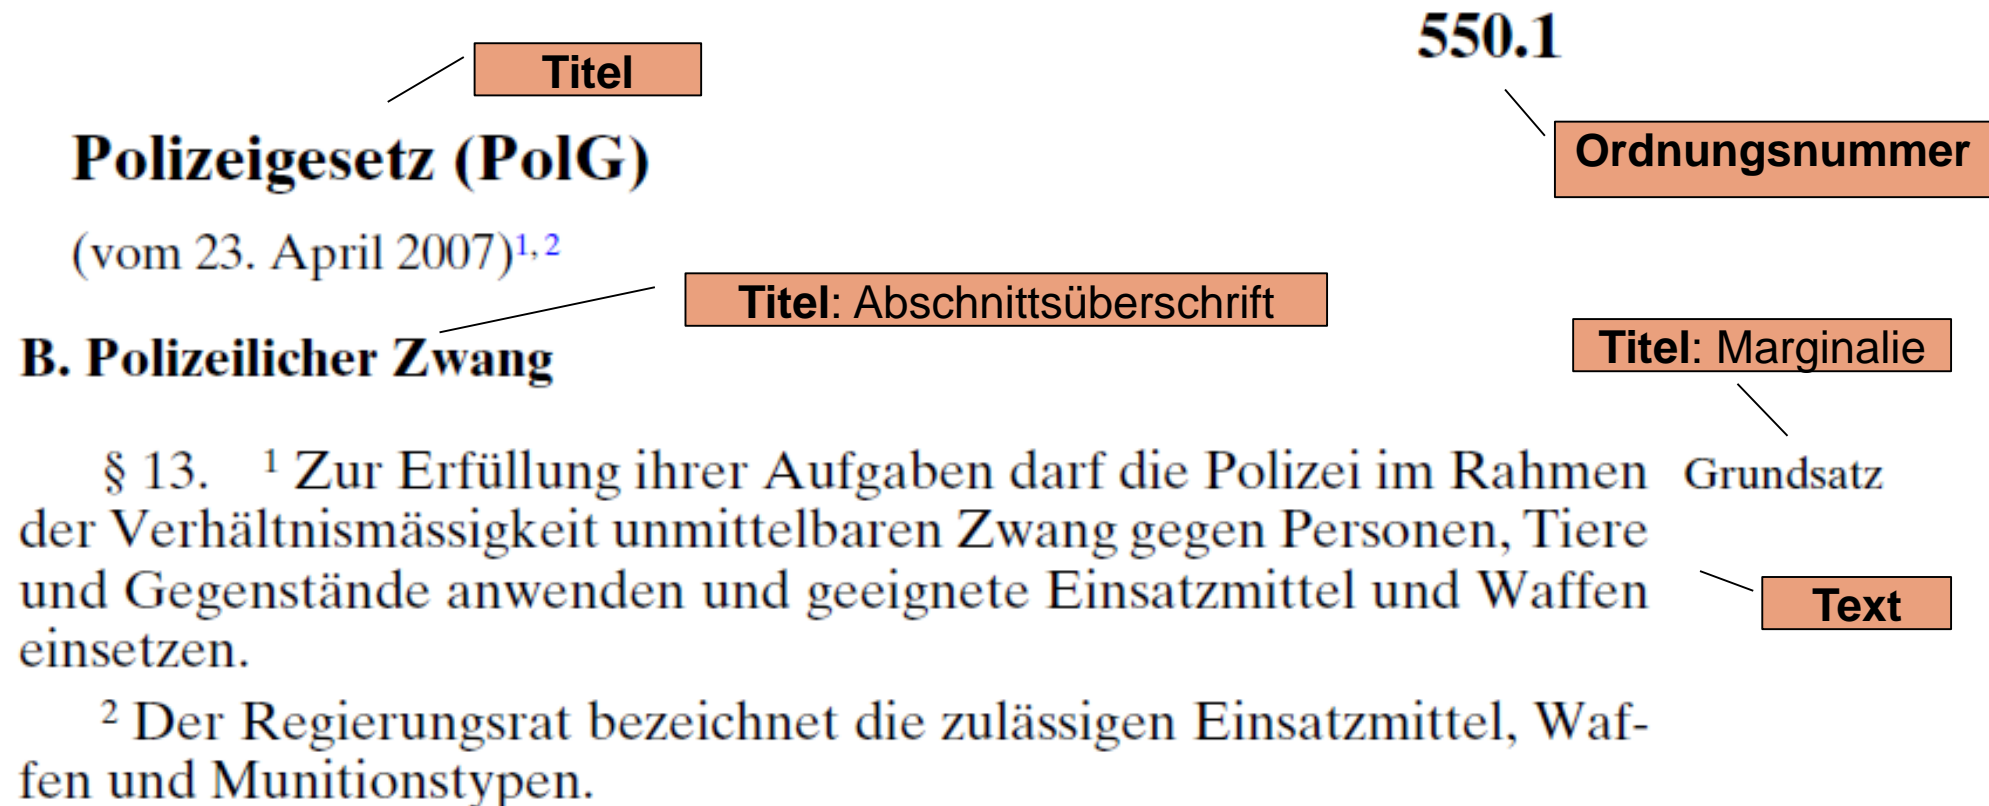 550.1
Titel
Ordnungsnummer
Polizeigesetz (PolG)
(vom 23. April 2007)1, 2
Titel: Abschnittsüberschrift
B. Polizeilicher Zwang
Titel: Marginalie
§ 13. 1 Zur Erfüllung ihrer Aufgaben darf die Polizei im Rahmen Grundsatz
der Verhältnismässigkeit unmittelbaren Zwang gegen Personen, Tiere
und Gegenstände anwenden und geeignete Einsatzmittel und Waffen
Text
einsetzen.
2 Der Regierungsrat bezeichnet die zulässigen Einsatzmittel, Waf-
fen und Munitionstypen.